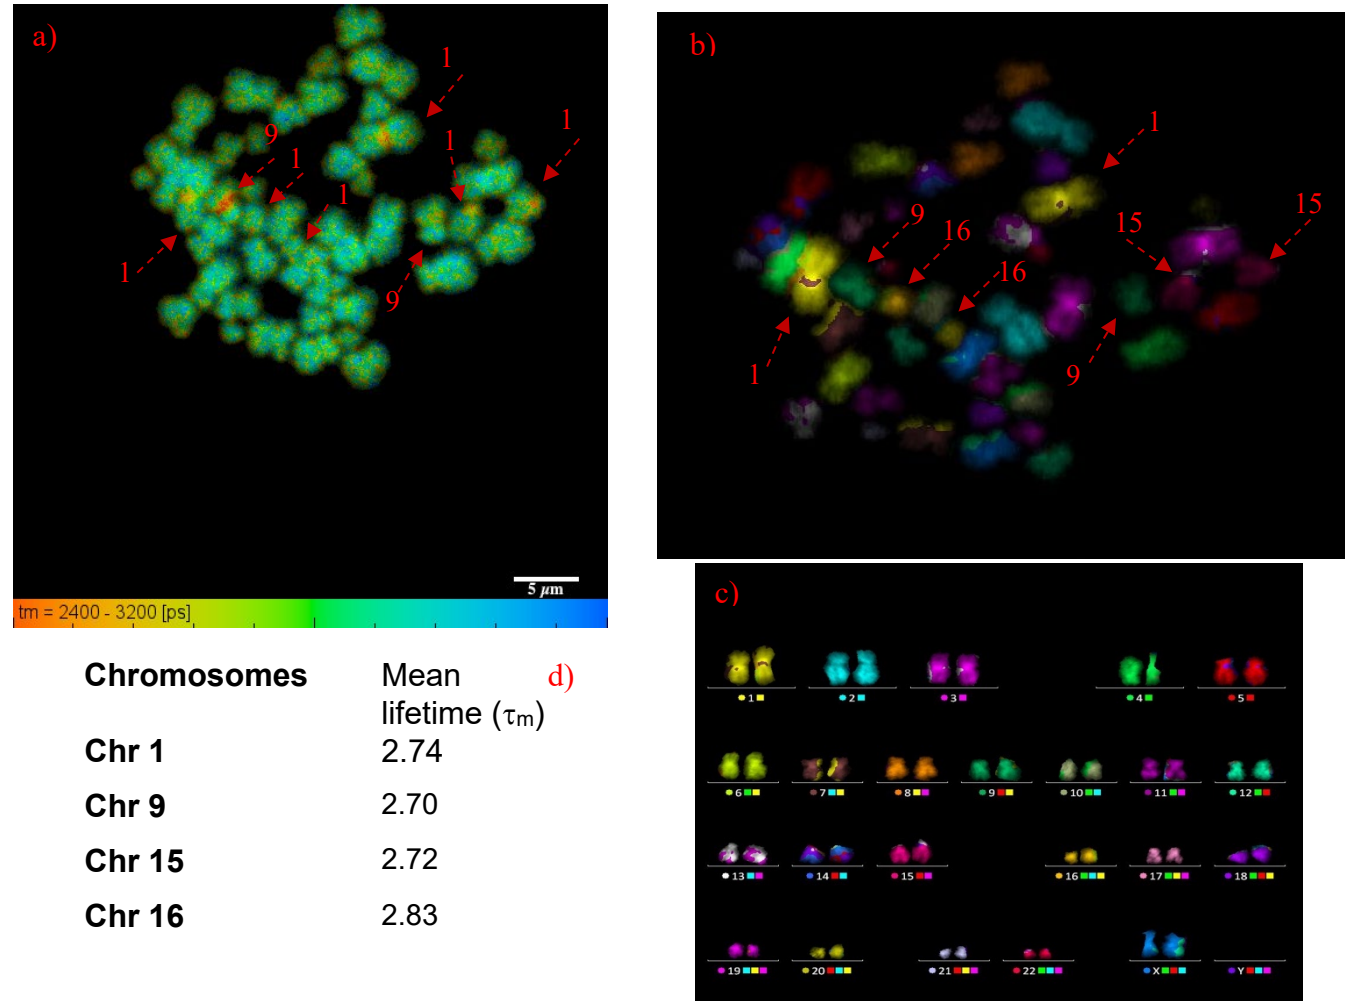 a)
1
9
1
1
1
1
1
9
5 µm
tm = 2400 - 3200 [ps]
b)
1
9
16
15
15
16
1
9
c)
1
2
3
4
5
6
7
8
9
10
11
12
13
14
15
16
17
18
19
20
21
22
X
Y
Chromosomes Mean d)
lifetime (τm)
Chr 1 2.74
Chr 9 2.70
Chr 15 2.72
Chr 16 2.83